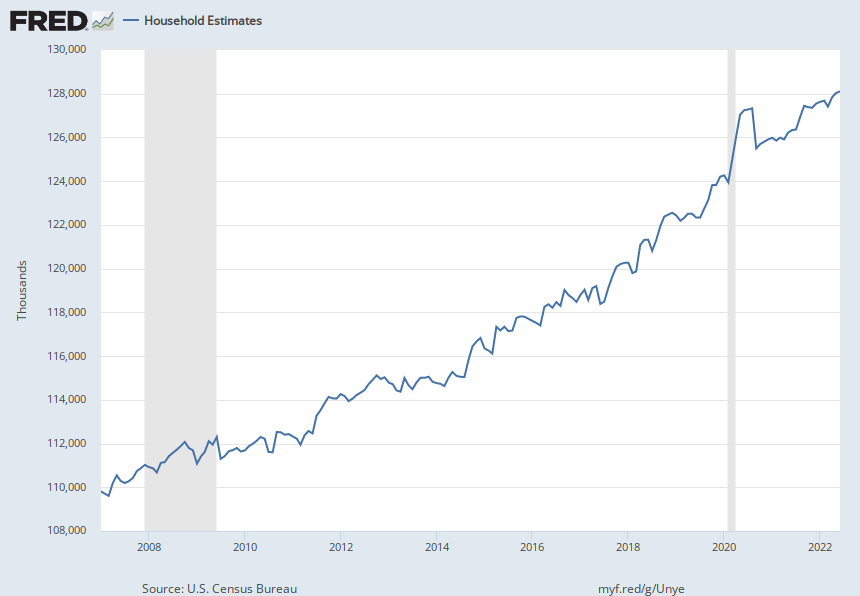 FRED
Household Estimates
130,000
128,000
126,000
124,000
122,000
120,000
118,000
116,000
114,000
112,000
110,000
108,000
Thousands
2008 2010 2012 2014 2016 2018 2020 2022
Source: U.S. Census Bureau myf.red/g/Unye